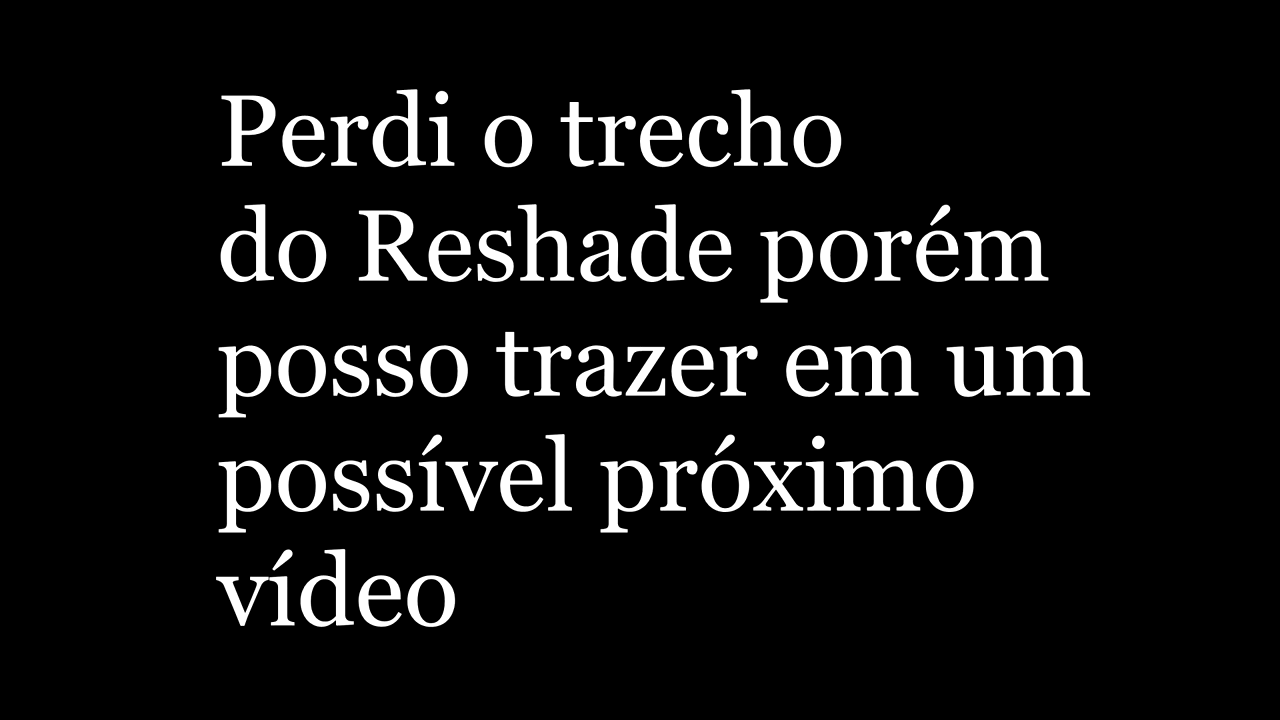 Perdi o trecho
do Reshade porém
posso trazer em um
possível próximo
vídeo